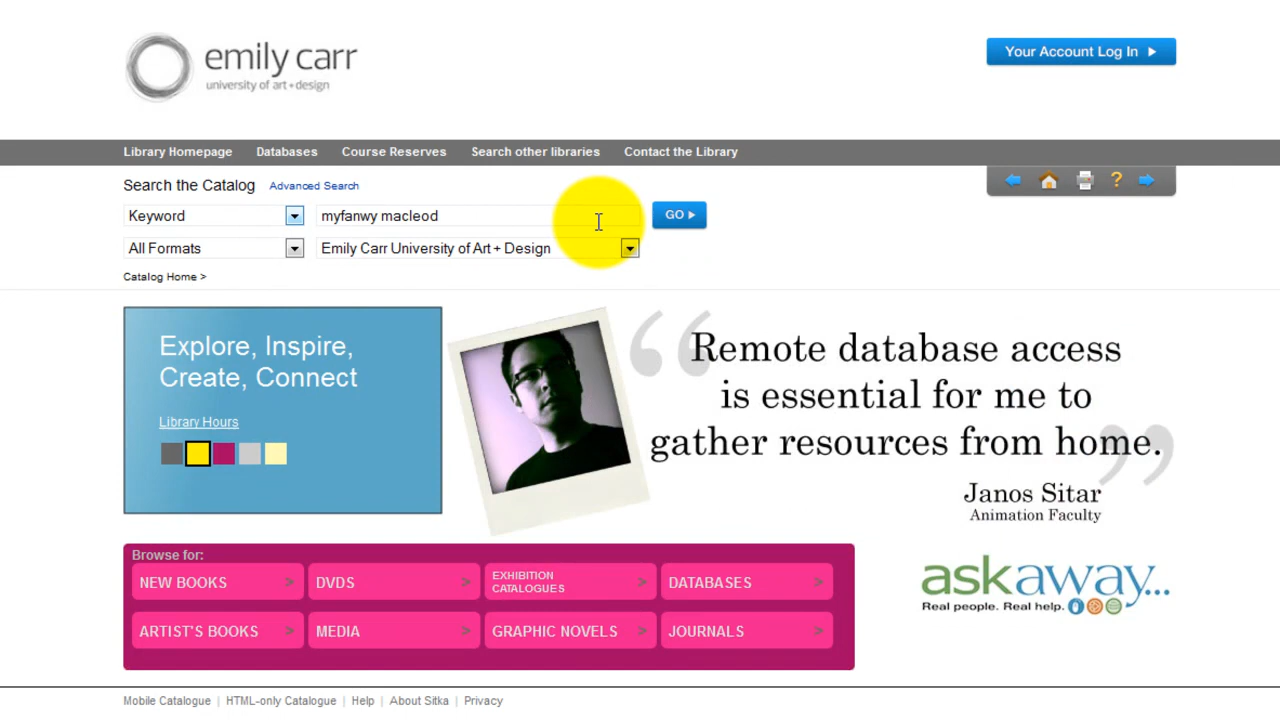 emily carr
university of art + design
Your Account Log In
Library Homepage Databases Course Reserves Search other libraries Contact the Library
Search the Catalog Advanced Search
Keyword myfanwy macleod GO
All Formats Emily Carr University of Art + Design
?
Catalog Home >
Explore, Inspire,
Create, Connect
Library Hours
“Remote database access
is essential for me to
gather resources from home.”
Janos Sitar
Animation Faculty
Browse for:
NEW BOOKS > DVDS > EXHIBITION CATALOGUES > DATABASES >
ARTIST'S BOOKS > MEDIA > GRAPHIC NOVELS > JOURNALS >
askaway...
Real people. Real help.
Mobile Catalogue | HTML-only Catalogue | Help | About Sitka | Privacy